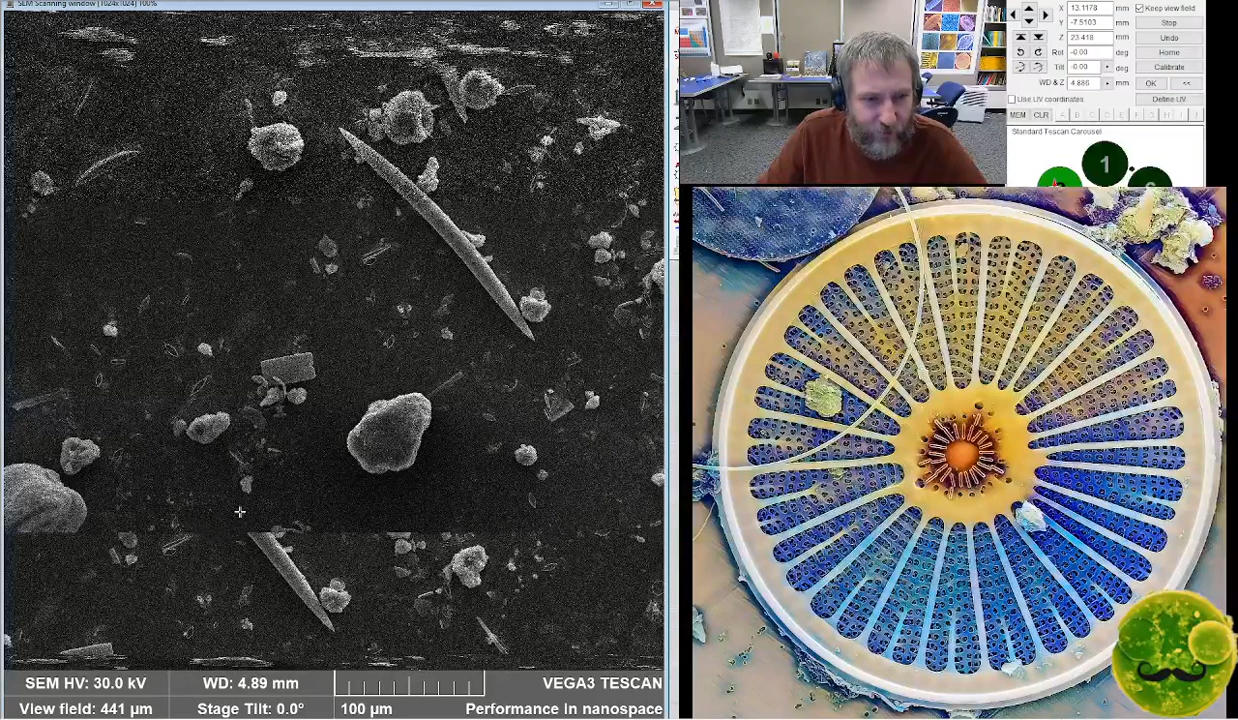 SEM Scanning window [1024x1024] 100%
X 13.1178 mm Keep view field
Y -7.5103 mm Stop
Z 23.418 mm Undo
Rot -0.00 deg Home
Tilt -0.00 deg Calibrate
WD & Z 4.886 mm OK <<
Use UV coordinates Define UV
MEM CLR A B C D E F G H I
Standard Tescan Carousel
1
SEM HV: 30.0 kV WD: 4.89 mm VEGA3 TESCAN
View field: 441 µm Stage Tilt: 0.0° 100 µm Performance in nanospace